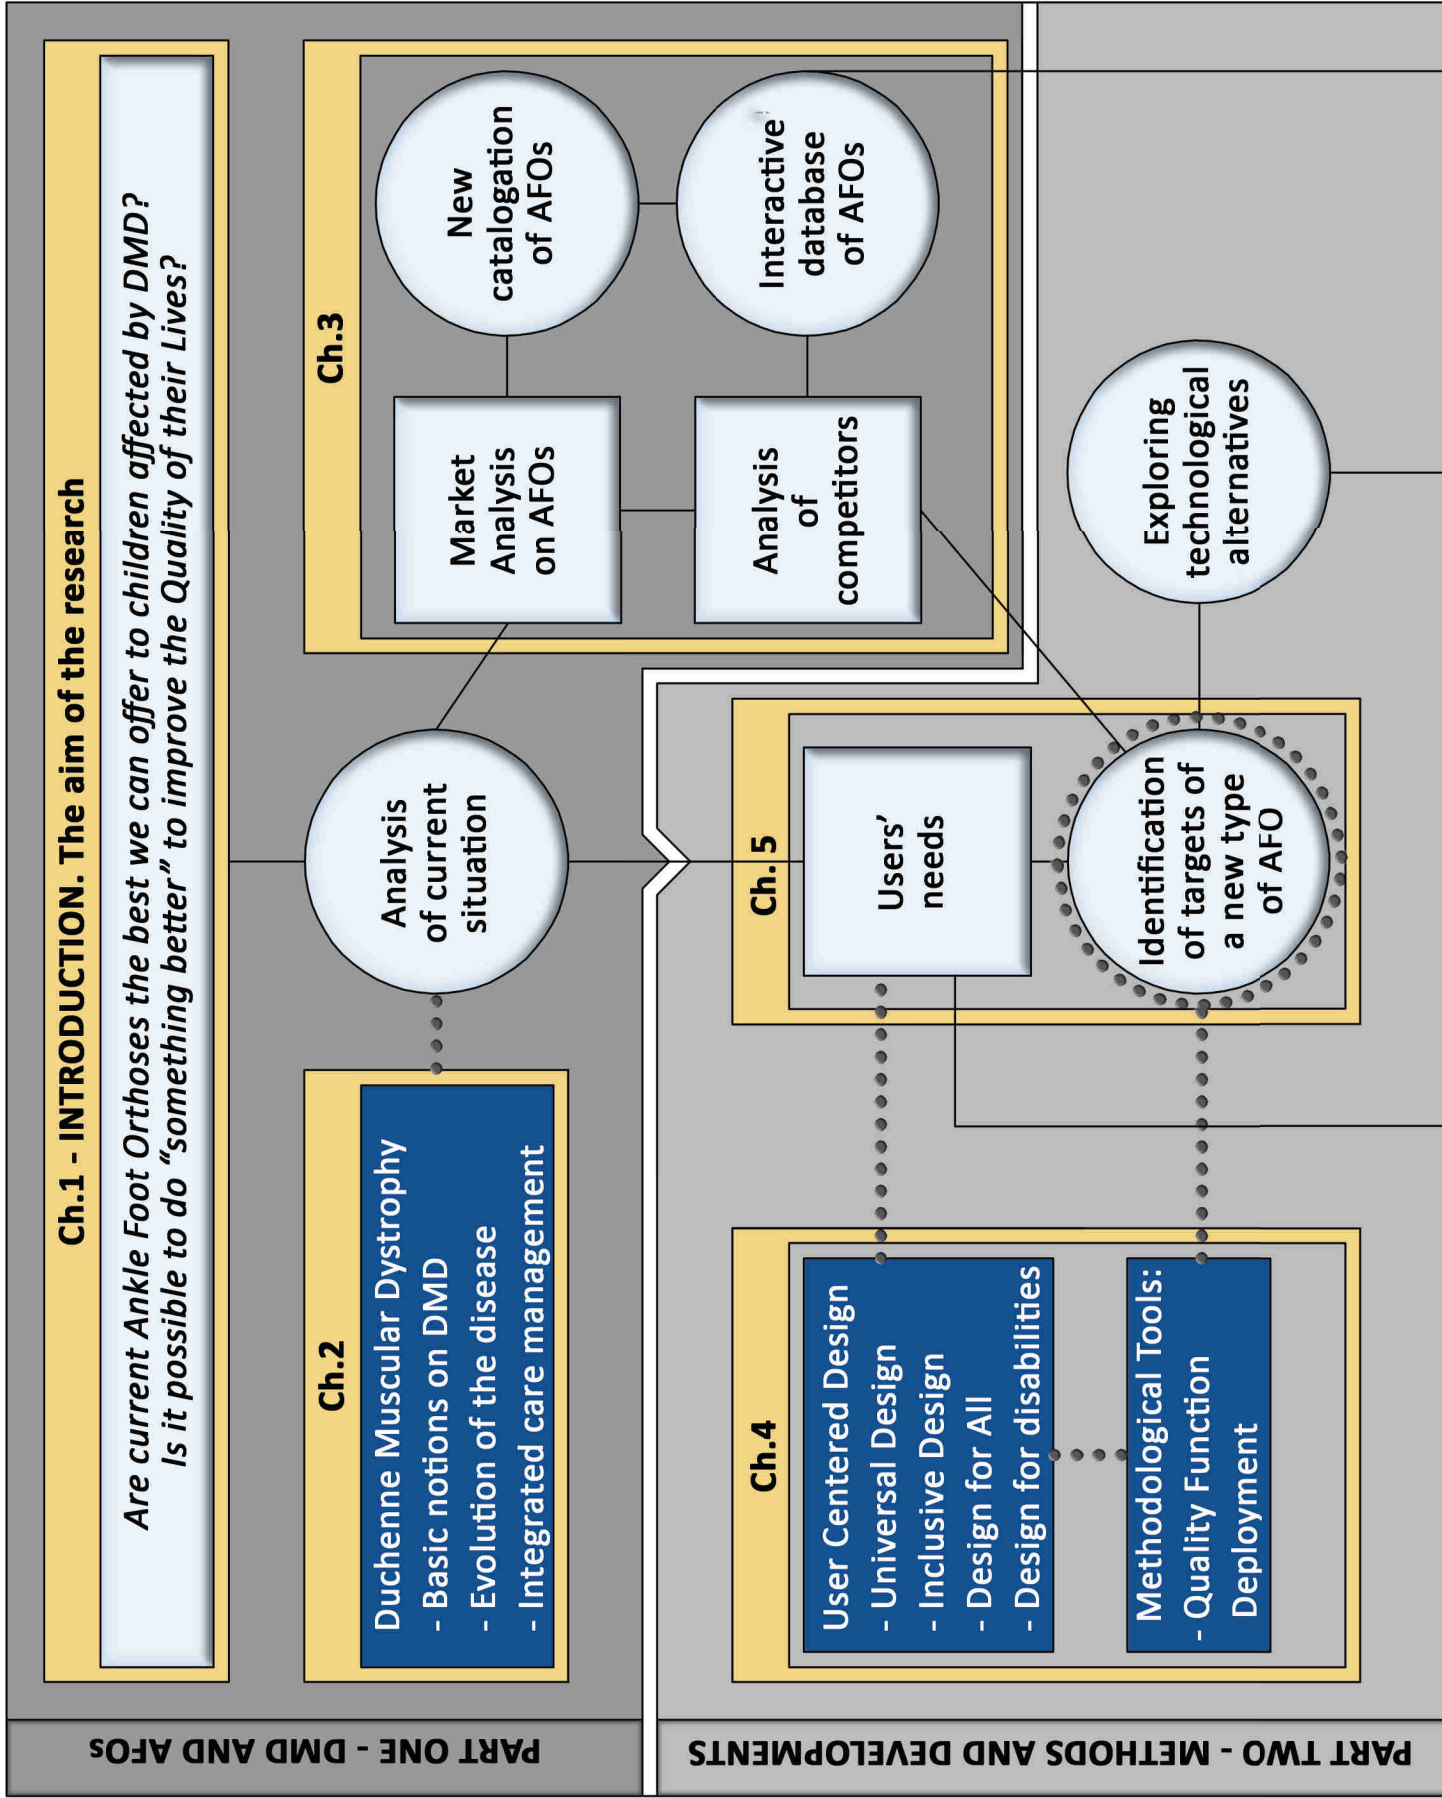 Ch.1 - INTRODUCTION. The aim of the research
Are current Ankle Foot Orthoses the best we can offer to children affected by DMD?
Is it possible to do “something better” to improve the Quality of their Lives?
PART ONE - DMD AND AFOs
Ch.2
Duchenne Muscular Dystrophy
- Basic notions on DMD
- Evolution of the disease
- Integrated care management
Analysis
of current
situation
Ch.3
Market
Analysis
on AFOs
New
catalogation
of AFOs
Analysis
of
competitors
Interactive
database
of AFOs
PART TWO - METHODS AND DEVELOPMENTS
Ch.4
User Centered Design
- Universal Design
- Inclusive Design
- Design for All
- Design for disabilities
Methodological Tools:
- Quality Function
Deployment
Ch.5
Users’
needs
Identification
of targets of
a new type
of AFO
Exploring
technological
alternatives